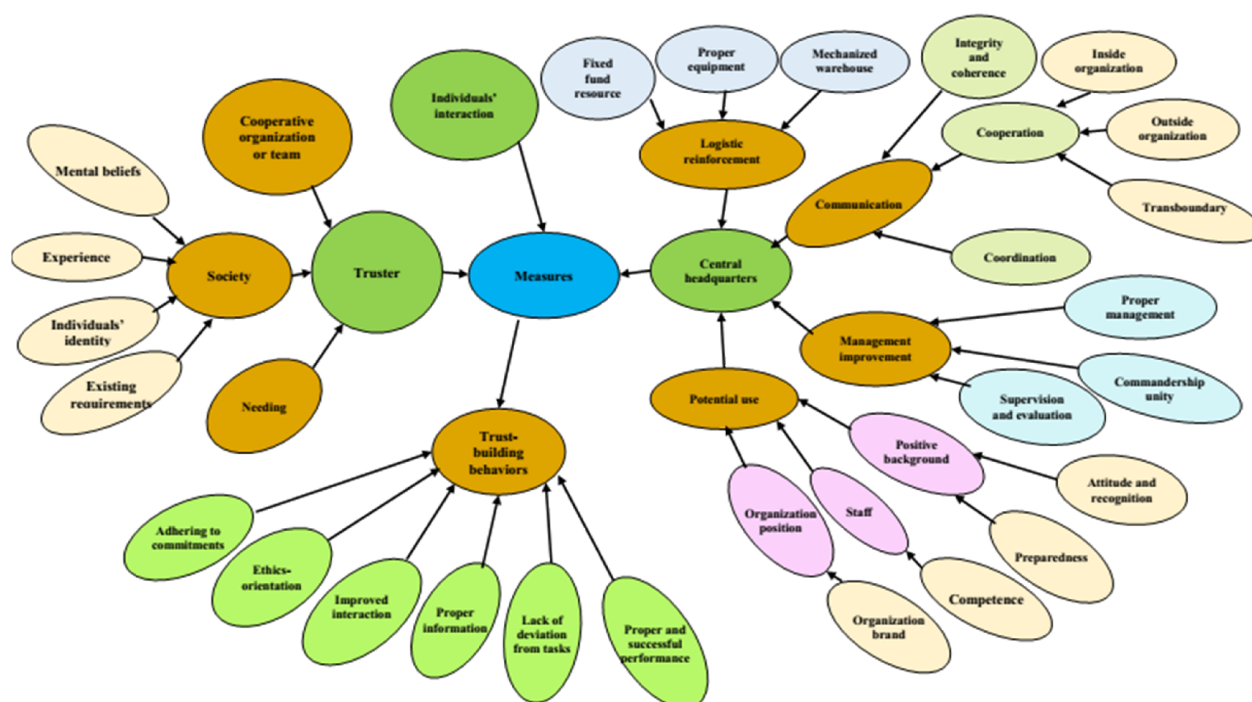 Cooperative
organization
or team
Individuals'
interaction
Fixed
fund
resource
Proper
equipment
Mechanized
warehouse
Integrity
and
coherence
Inside
organization
Mental beliefs
Logistic
reinforcement
Cooperation
Outside
organization
Communication
Transboundary
Experience
Society
Truster
Measures
Central
headquarters
Coordination
Individuals'
identity
Proper
management
Existing
requirements
Needing
Management
improvement
Commandership
unity
Supervision
and evaluation
Potential use
Trust-
building
behaviors
Positive
background
Attitude and
recognition
Adhering to
commitments
Organization
position
Staff
Preparedness
Ethics-
orientation
Improved
interaction
Proper
information
Lack of
deviation
from tasks
Proper and
successful
performance
Organization
brand
Competence